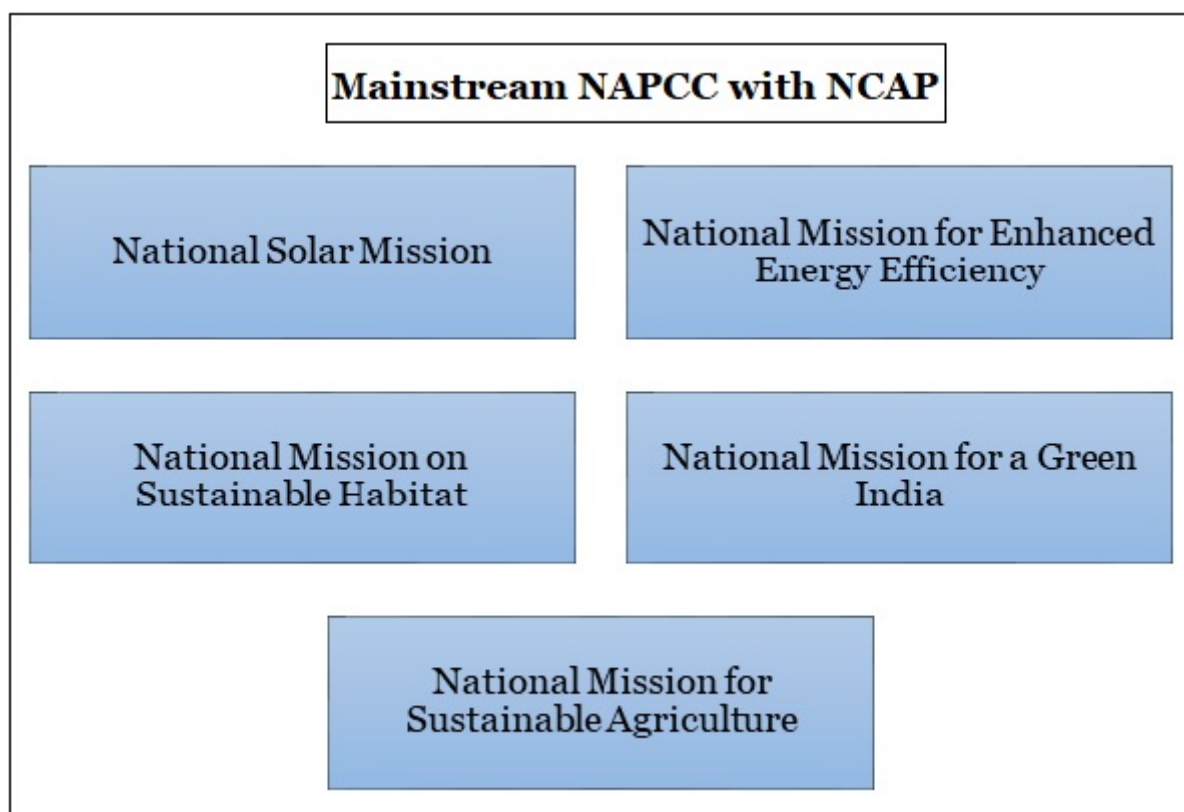 Mainstream NAPCC with NCAP
National Solar Mission
National Mission for Enhanced
Energy Efficiency
National Mission on
Sustainable Habitat
National Mission for a Green
India
National Mission for
Sustainable Agriculture